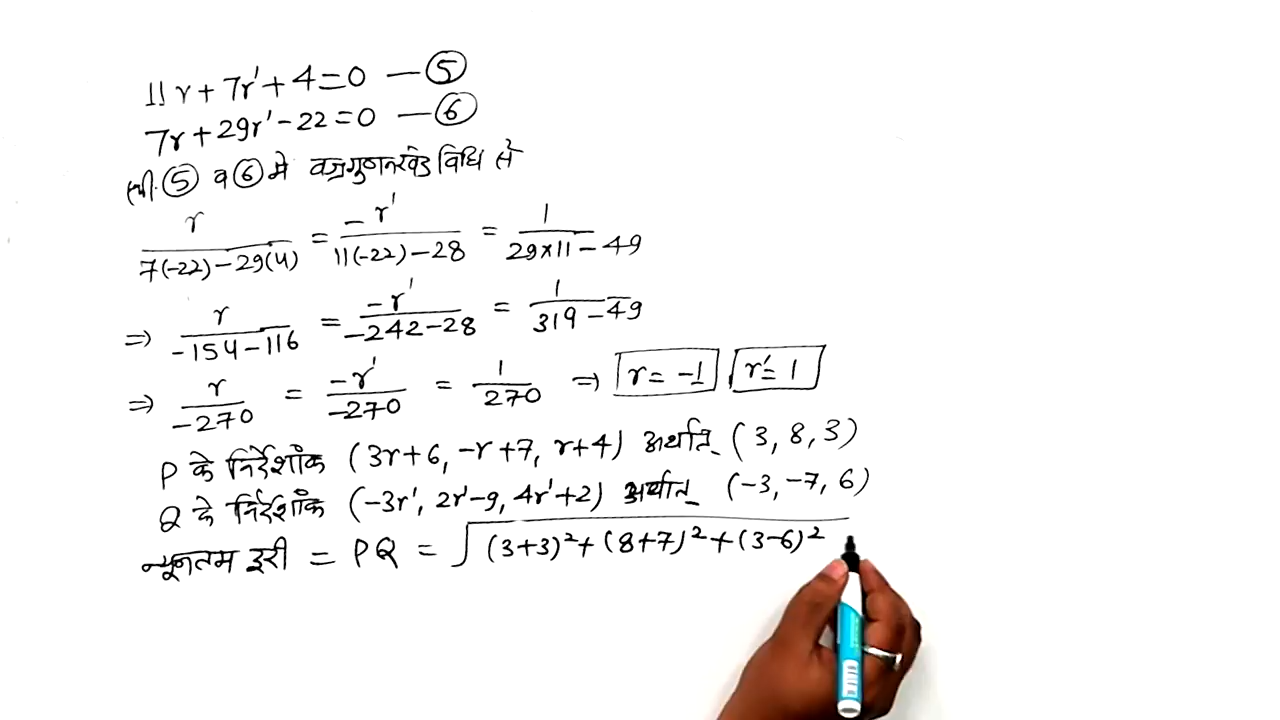 11r + 7r' + 4 = 0 — ⑤
7r + 29r' - 22 = 0 — ⑥
समी. ⑤ व ⑥ मे वज्रगुणनखंड विधि से
r / (7(-22) - 29(4)) = -r' / (11(-22) - 28) = 1 / (29×11 - 49)
⇒ r / (-154 - 116) = -r' / (-242 - 28) = 1 / (319 - 49)
⇒ r / -270 = -r' / -270 = 1 / 270 ⇒ r = -1 r' = 1
P के निर्देशांक (3r+6, -r+7, r+4) अर्थात् (3, 8, 3)
Q के निर्देशांक (-3r', 2r'-9, 4r'+2) अर्थात् (-3, -7, 6)
न्यूनतम दूरी = PQ = √((3+3)² + (8+7)² + (3-6)²)